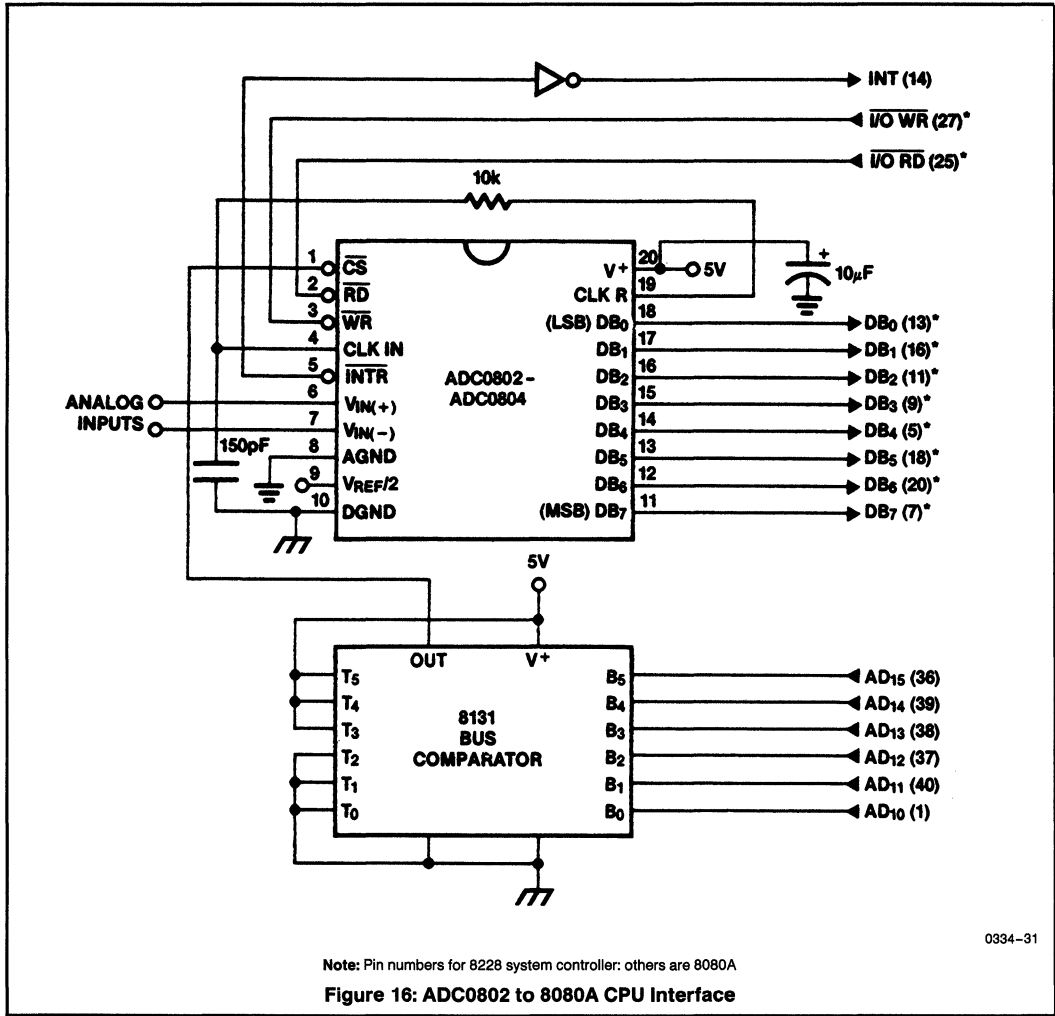 INT (14)
I/O WR (27)*
I/O RD (25)*
10k
1 CS
2 RD
3 WR
4 CLK IN
5 INTR
6 VIN(+)
7 VIN(−)
8 AGND
9 VREF/2
10 DGND
ANALOG
INPUTS
150pF
ADC0802 –
ADC0804
V+ 20 5V
+
10μF
CLK R 19
(LSB) DB0 18 DB0 (13)*
DB1 17 DB1 (16)*
DB2 16 DB2 (11)*
DB3 15 DB3 (9)*
DB4 14 DB4 (5)*
DB5 13 DB5 (18)*
DB6 12 DB6 (20)*
(MSB) DB7 11 DB7 (7)*
5V
OUT V+
T5 B5 AD15 (36)
T4 B4 AD14 (39)
T3 B3 AD13 (38)
T2 B2 AD12 (37)
T1 B1 AD11 (40)
T0 B0 AD10 (1)
8131
BUS
COMPARATOR
0334–31
Note: Pin numbers for 8228 system controller: others are 8080A
Figure 16: ADC0802 to 8080A CPU Interface